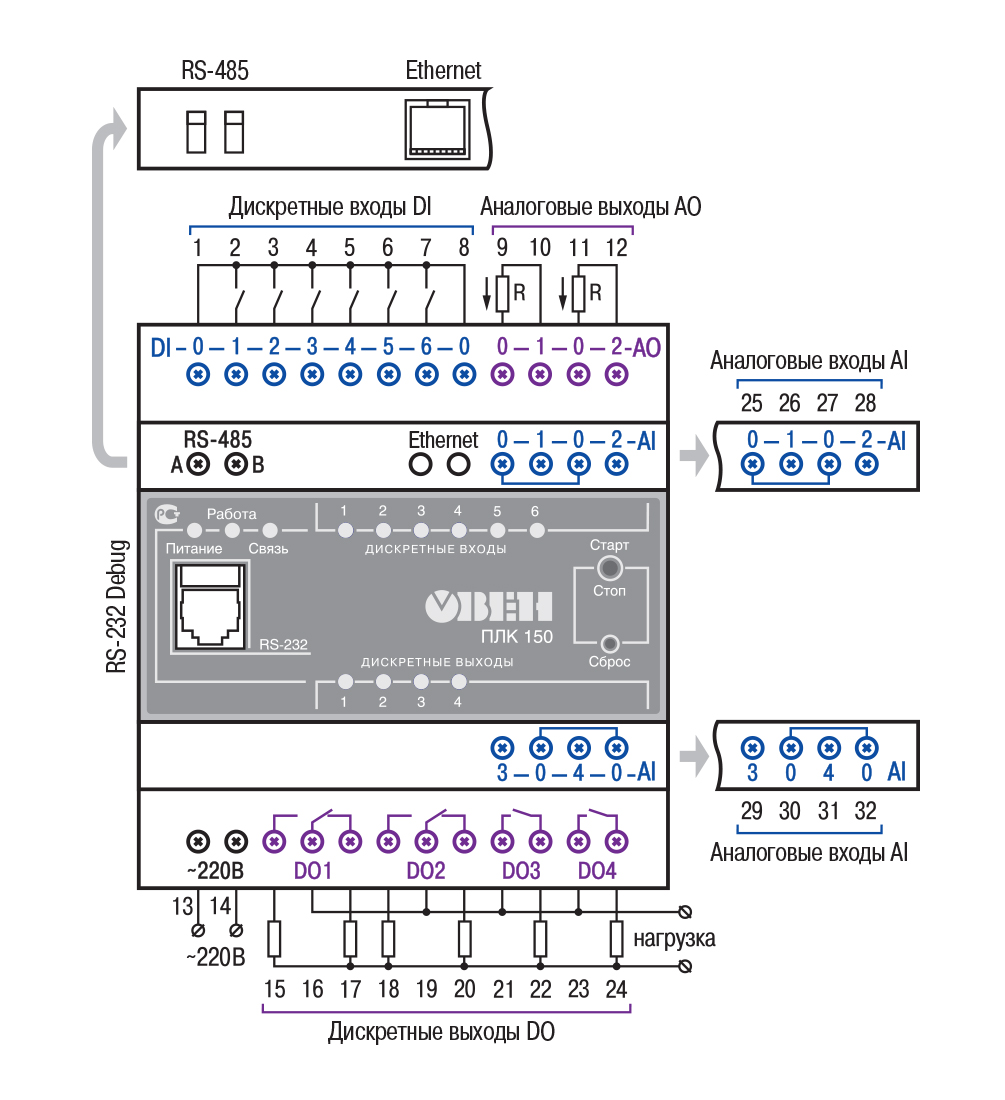 RS-485 Ethernet
Дискретные входы DI Аналоговые выходы AO
1 2 3 4 5 6 7 8 9 10 11 12
R R
DI – 0 – 1 – 2 – 3 – 4 – 5 – 6 – 0 0 – 1 – 0 – 2 – AO
Аналоговые входы AI
25 26 27 28
RS-485 Ethernet 0 – 1 – 0 – 2 – AI
A B
0 – 1 – 0 – 2 – AI
РС
Работа
Питание Связь
1 2 3 4 5 6
ДИСКРЕТНЫЕ ВХОДЫ
Старт
Стоп
RS-232 Debug
ОВЕН
ПЛК 150
RS-232
Сброс
ДИСКРЕТНЫЕ ВЫХОДЫ
1 2 3 4
3 – 0 – 4 – 0 – AI
3 0 4 0 AI
29 30 31 32
Аналоговые входы AI
~220В DO1 DO2 DO3 DO4
13 14
~220В
нагрузка
15 16 17 18 19 20 21 22 23 24
Дискретные выходы DO